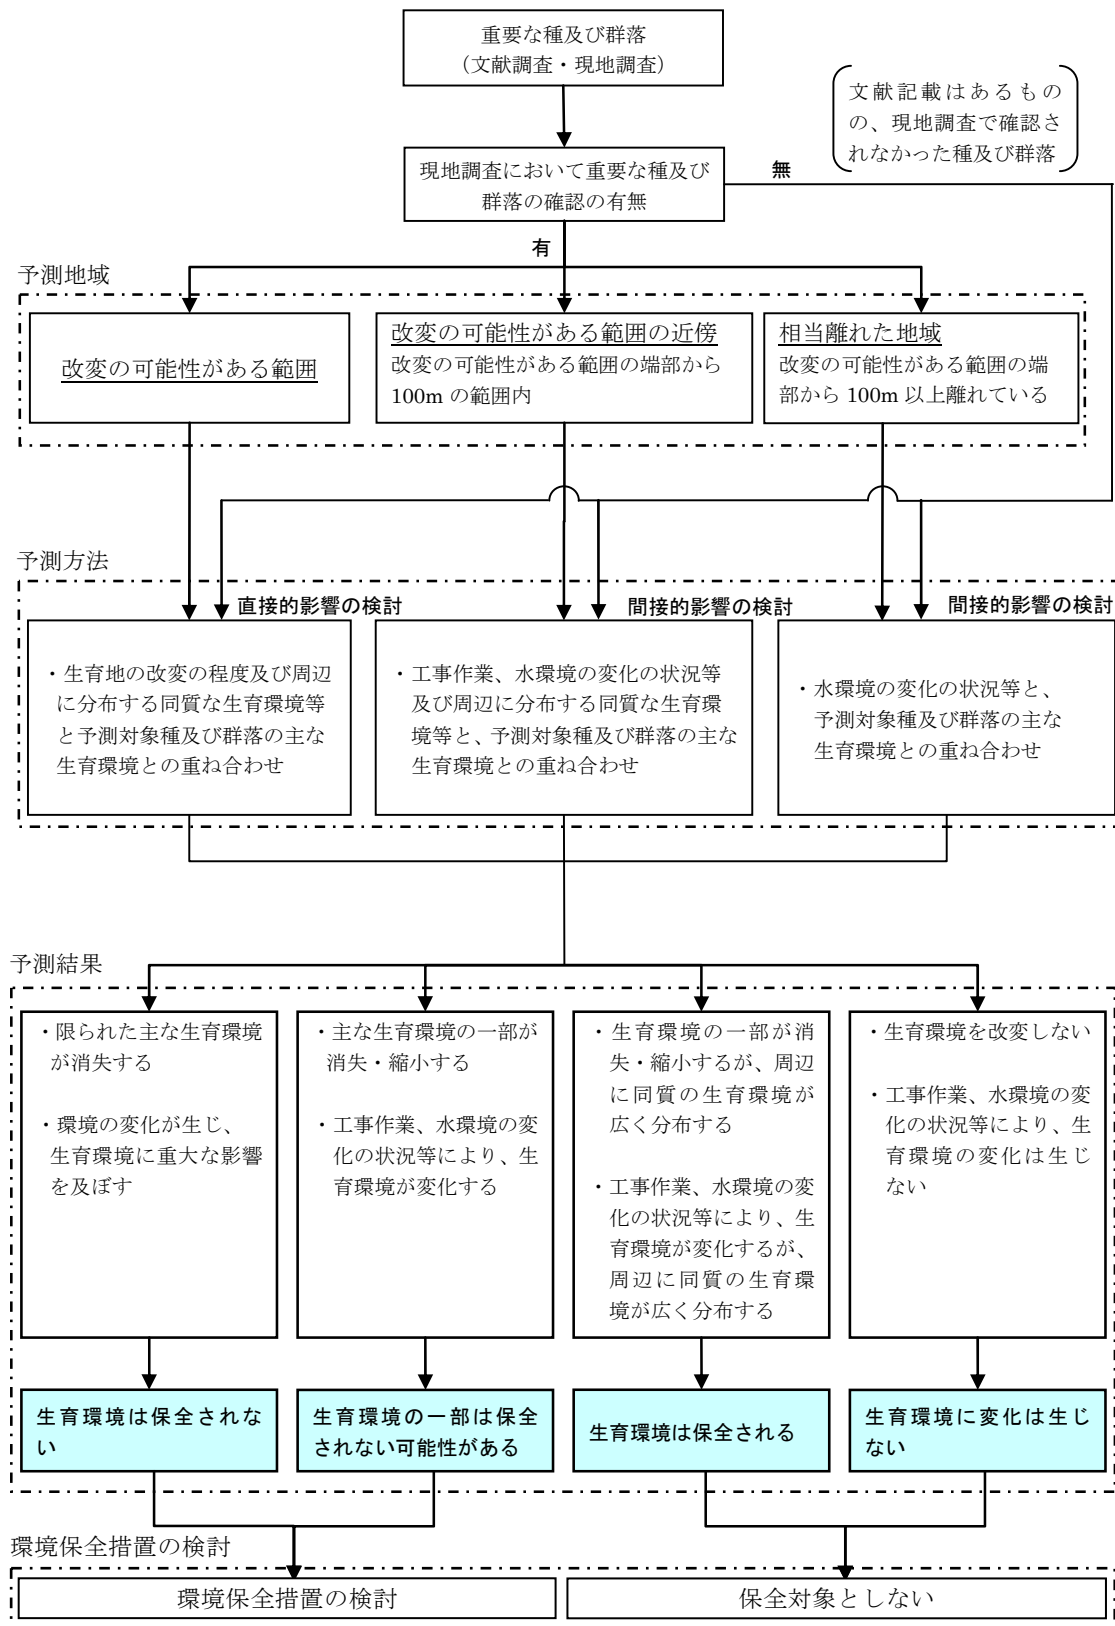 重要な種及び群落
（文献調査・現地調査）
文献記載はあるもの
の、現地調査で確認さ
れなかった種及び群落
現地調査において重要な種及び
群落の確認の有無
無
有
予測地域
改変の可能性がある範囲
改変の可能性がある範囲の近傍
改変の可能性がある範囲の端部から
100m の範囲内
相当離れた地域
改変の可能性がある範囲の端
部から 100m 以上離れている
予測方法
直接的影響の検討
間接的影響の検討
間接的影響の検討
・生育地の改変の程度及び周辺
に分布する同質な生育環境等
と予測対象種及び群落の主な
生育環境との重ね合わせ
・工事作業、水環境の変化の状況等
及び周辺に分布する同質な生育環
境等と、予測対象種及び群落の主な
生育環境との重ね合わせ
・水環境の変化の状況等と、
予測対象種及び群落の主な
生育環境との重ね合わせ
予測結果
・限られた主な生育環境
が消失する
・環境の変化が生じ、
生育環境に重大な影響
を及ぼす
・主な生育環境の一部が
消失・縮小する
・工事作業、水環境の変
化の状況等により、生
育環境が変化する
・生育環境の一部が消
失・縮小するが、周辺
に同質の生育環境が
広く分布する
・工事作業、水環境の変
化の状況等により、生
育環境が変化するが、
周辺に同質の生育環
境が広く分布する
・生育環境を改変しない
・工事作業、水環境の変
化の状況等により、生
育環境の変化は生じ
ない
生育環境は保全されな
い
生育環境の一部は保全
されない可能性がある
生育環境は保全される
生育環境に変化は生じ
ない
環境保全措置の検討
環境保全措置の検討
保全対象としない